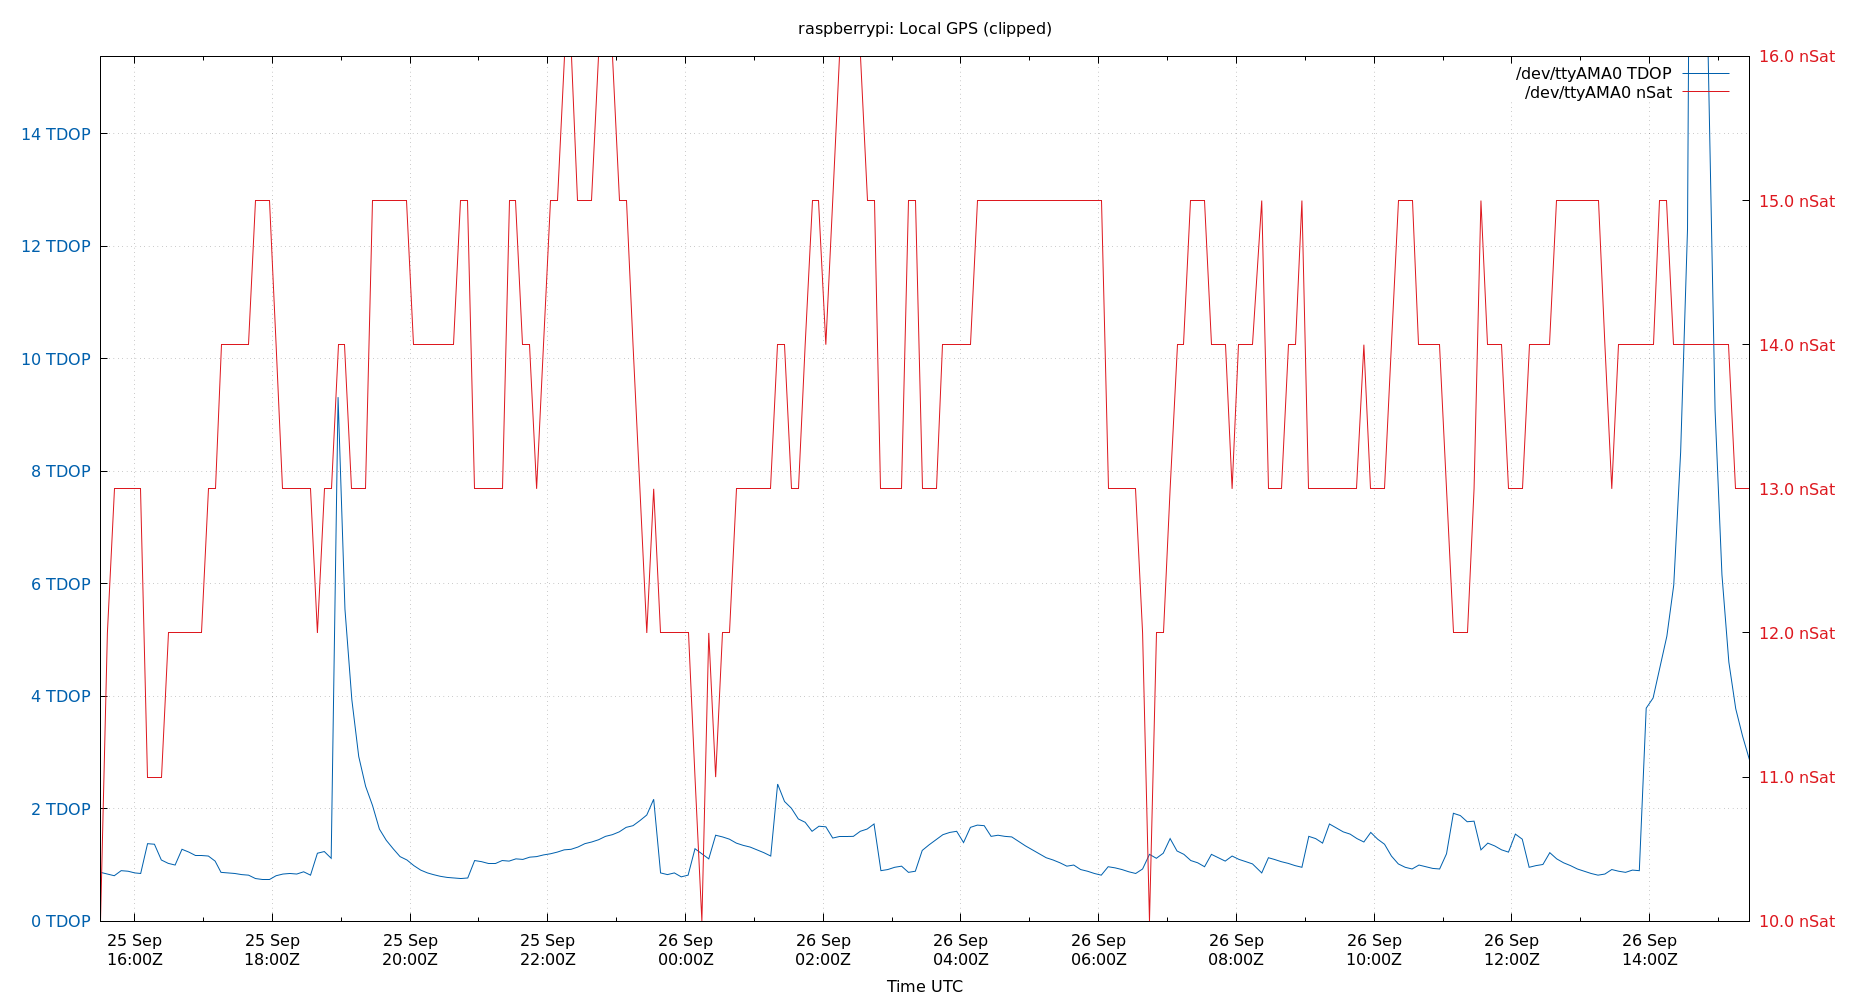 raspberrypi: Local GPS (clipped)
16.0 nSat
/dev/ttyAMA0 TDOP
/dev/ttyAMA0 nSat
14 TDOP
15.0 nSat
12 TDOP
10 TDOP
14.0 nSat
8 TDOP
13.0 nSat
6 TDOP
12.0 nSat
4 TDOP
11.0 nSat
2 TDOP
0 TDOP
10.0 nSat
25 Sep 25 Sep 25 Sep 25 Sep 26 Sep 26 Sep 26 Sep 26 Sep 26 Sep 26 Sep 26 Sep 26 Sep
16:00Z 18:00Z 20:00Z 22:00Z 00:00Z 02:00Z 04:00Z 06:00Z 08:00Z 10:00Z 12:00Z 14:00Z
Time UTC